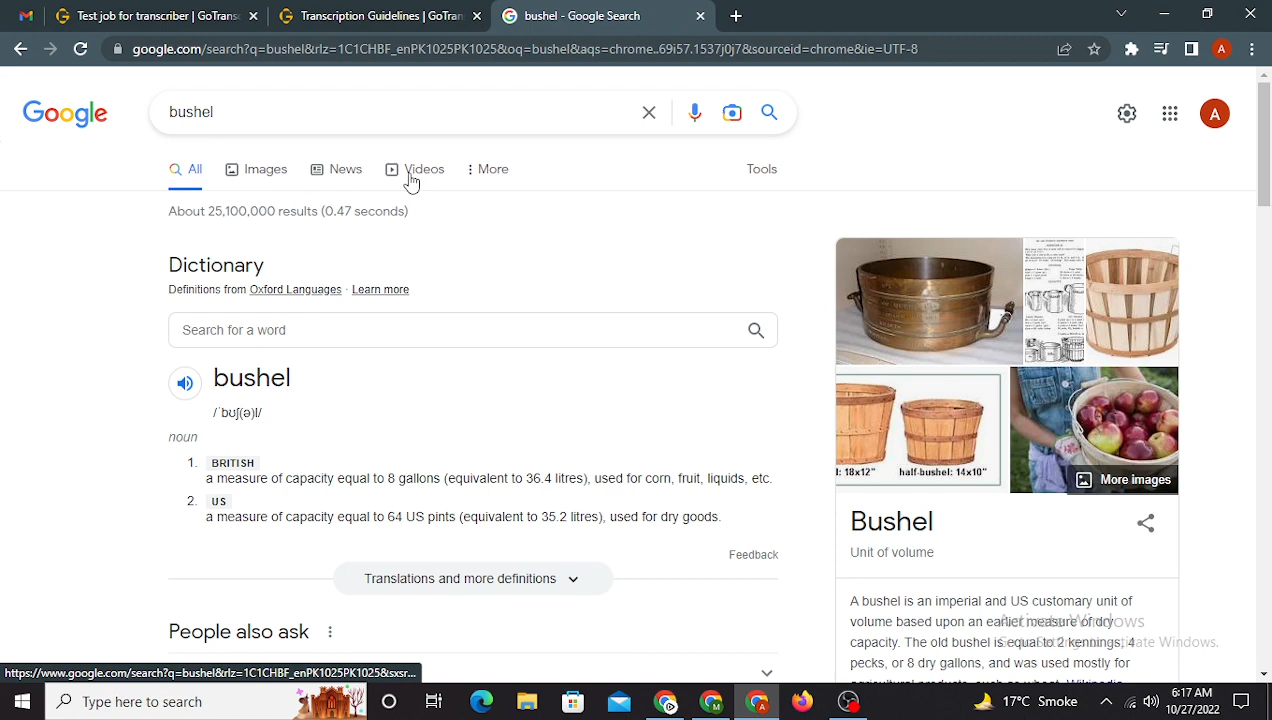 Test job for transcriber | GoTrans
Transcription Guidelines | GoTran
bushel - Google Search
google.com/search?q=bushel&rlz=1C1CHBF_enPK1025PK1025&oq=bushel&aqs=chrome..69i57.1537j0j7&sourceid=chrome&ie=UTF-8
A
Google
bushel
A
All
Images
News
Videos
More
Tools
About 25,100,000 results (0.47 seconds)
Dictionary
Definitions from Oxford Languages · Learn more
Search for a word
bushel
/ˈbʊʃ(ə)l/
noun
1. BRITISH
a measure of capacity equal to 8 gallons (equivalent to 36.4 litres), used for corn, fruit, liquids, etc.
2. US
a measure of capacity equal to 64 US pints (equivalent to 35.2 litres), used for dry goods.
Feedback
Translations and more definitions
People also ask
l: 18x12"
half-bushel: 14x10"
More images
Bushel
Unit of volume
A bushel is an imperial and US customary unit of
volume based upon an earlier measure of dry
capacity. The old bushel is equal to 2 kennings, 4
pecks, or 8 dry gallons, and was used mostly for
Activate Windows
https://www.google.com/search?q=bushel&rlz=1C1CHBF_enPK1025PK1025&sxsr...
Type here to search
17°C Smoke
6:17 AM
10/27/2022